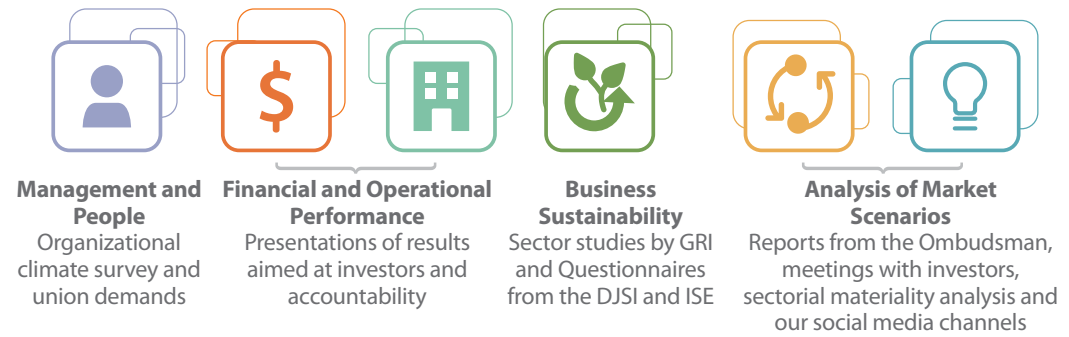 $
Management and
People
Organizational
climate survey and
union demands
Financial and Operational
Performance
Presentations of results
aimed at investors and
accountability
Business
Sustainability
Sector studies by GRI
and Questionnaires
from the DJSI and ISE
Analysis of Market
Scenarios
Reports from the Ombudsman,
meetings with investors,
sectorial materiality analysis and
our social media channels